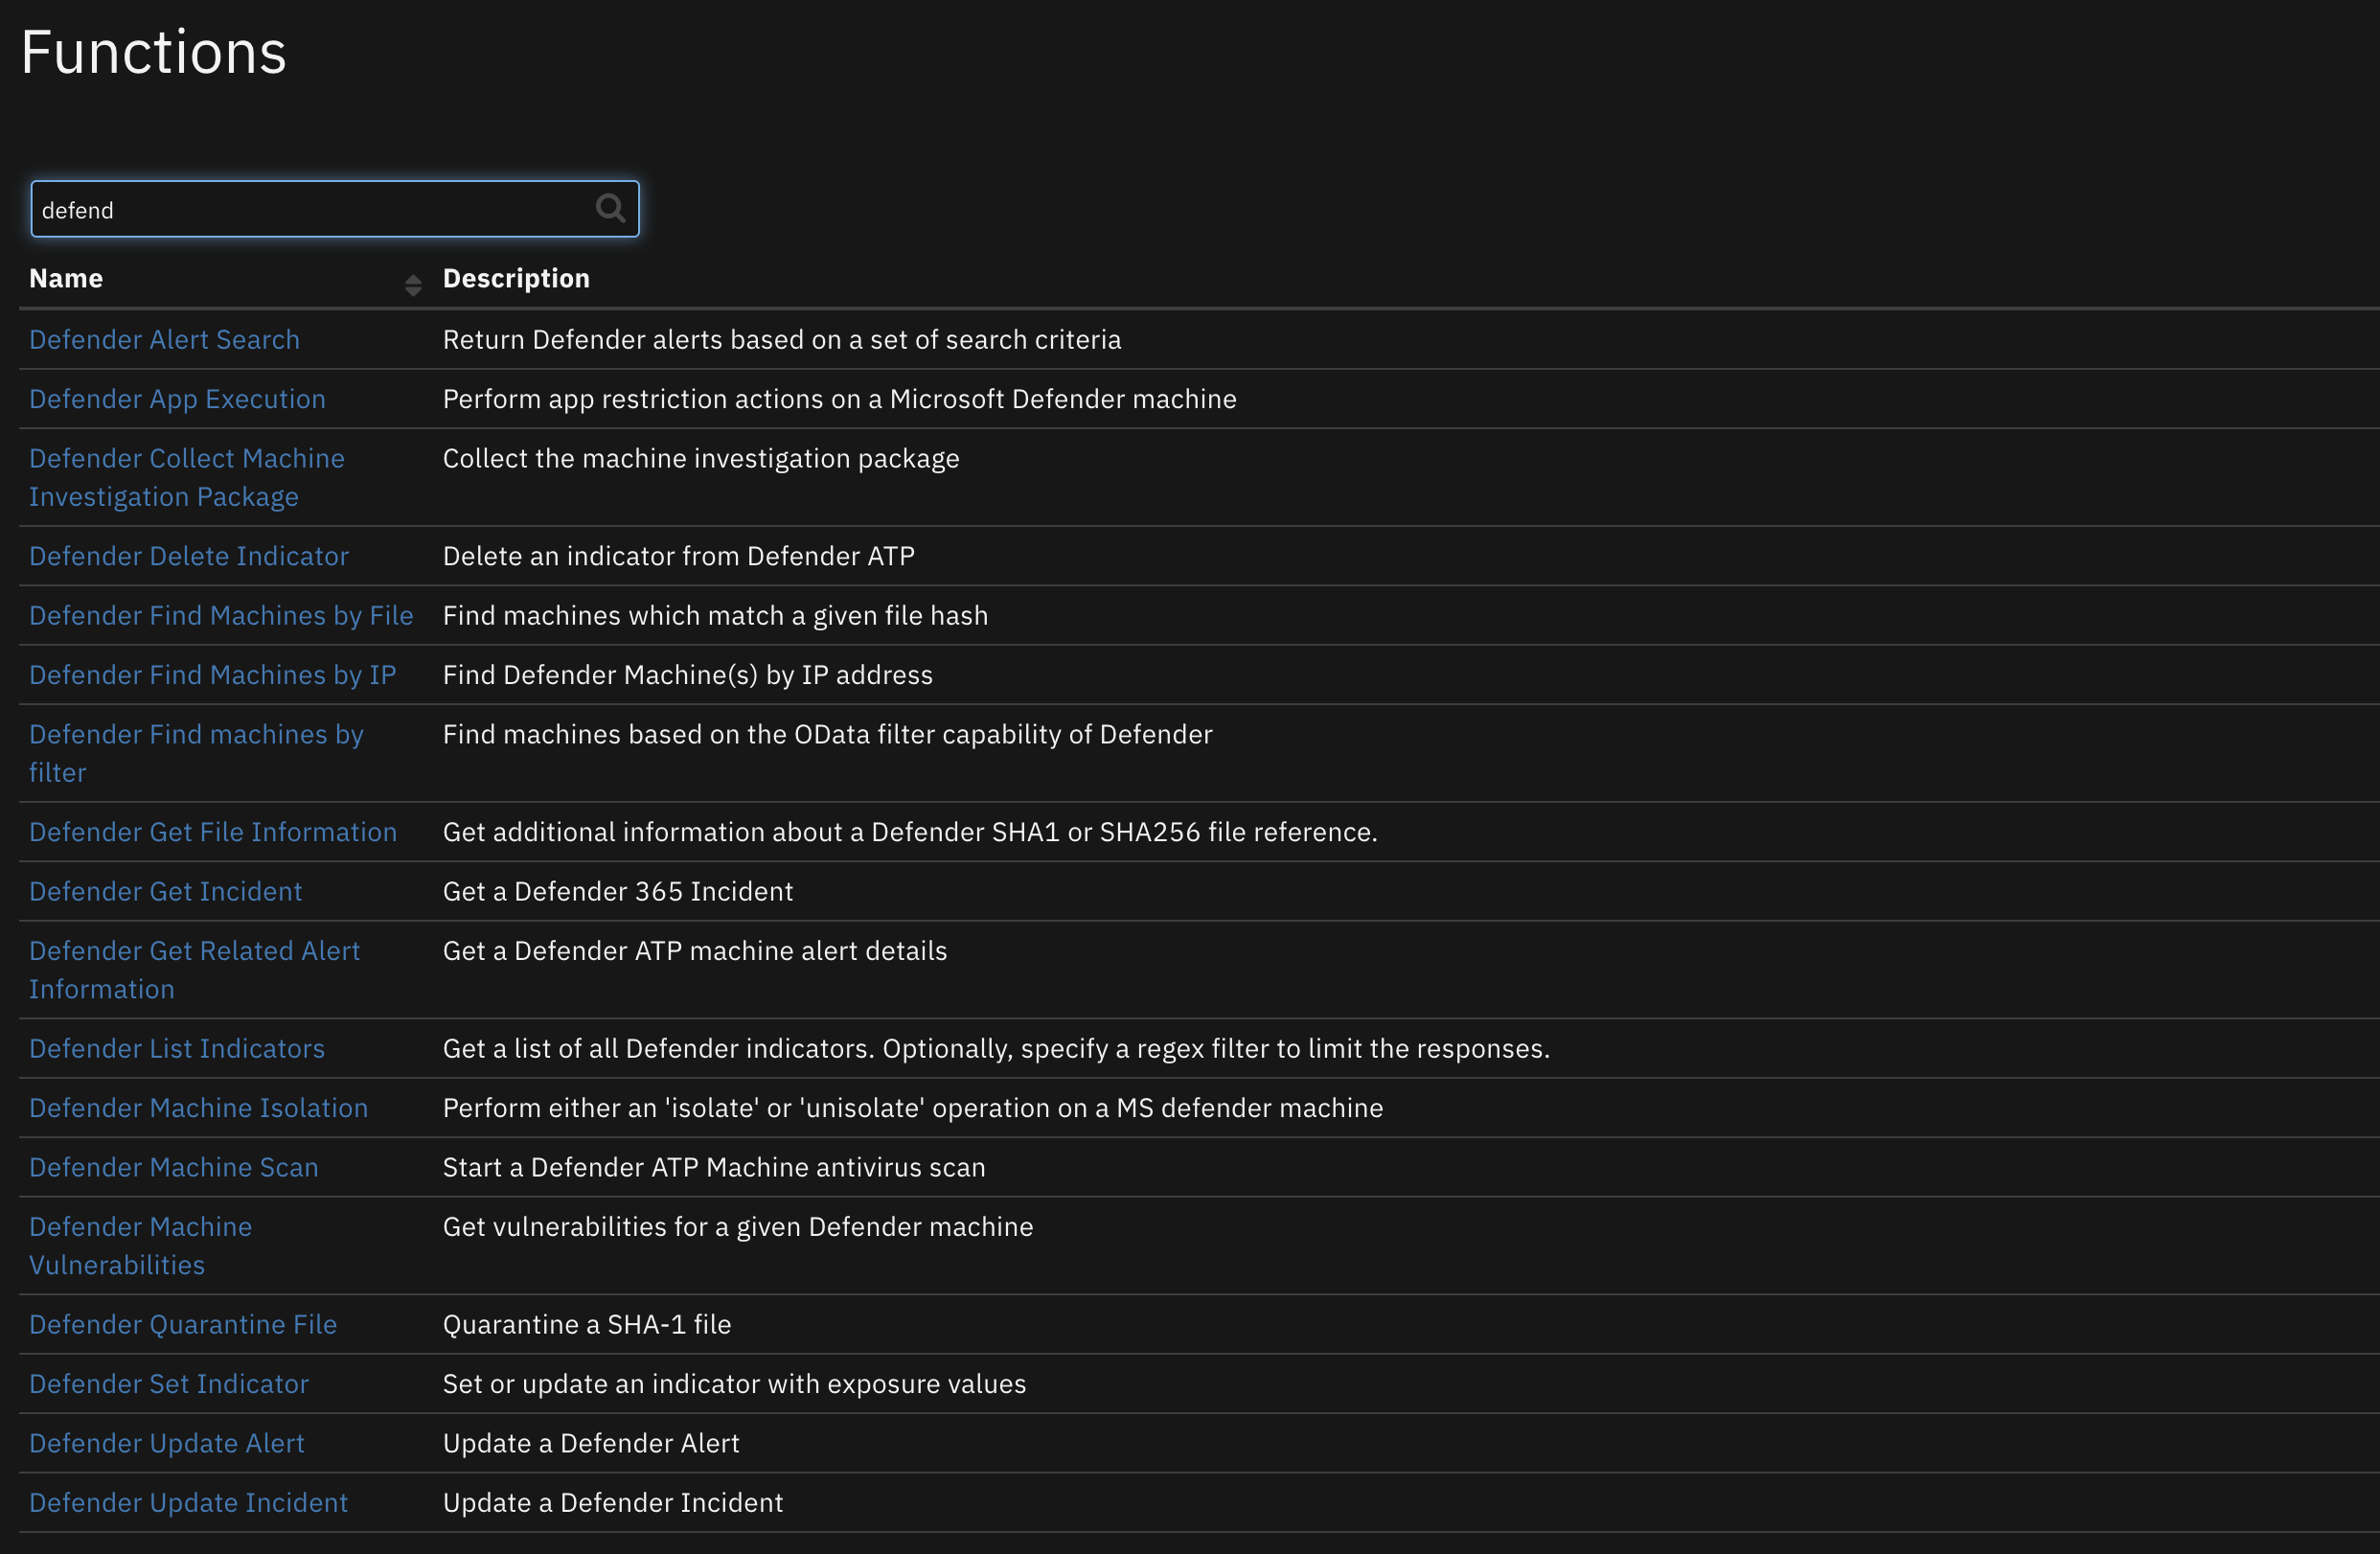 Functions
defend
Name Description
Defender Alert Search Return Defender alerts based on a set of search criteria
Defender App Execution Perform app restriction actions on a Microsoft Defender machine
Defender Collect Machine Collect the machine investigation package
Investigation Package
Defender Delete Indicator Delete an indicator from Defender ATP
Defender Find Machines by File Find machines which match a given file hash
Defender Find Machines by IP Find Defender Machine(s) by IP address
Defender Find machines by Find machines based on the OData filter capability of Defender
filter
Defender Get File Information Get additional information about a Defender SHA1 or SHA256 file reference.
Defender Get Incident Get a Defender 365 Incident
Defender Get Related Alert Get a Defender ATP machine alert details
Information
Defender List Indicators Get a list of all Defender indicators. Optionally, specify a regex filter to limit the responses.
Defender Machine Isolation Perform either an 'isolate' or 'unisolate' operation on a MS defender machine
Defender Machine Scan Start a Defender ATP Machine antivirus scan
Defender Machine Get vulnerabilities for a given Defender machine
Vulnerabilities
Defender Quarantine File Quarantine a SHA-1 file
Defender Set Indicator Set or update an indicator with exposure values
Defender Update Alert Update a Defender Alert
Defender Update Incident Update a Defender Incident